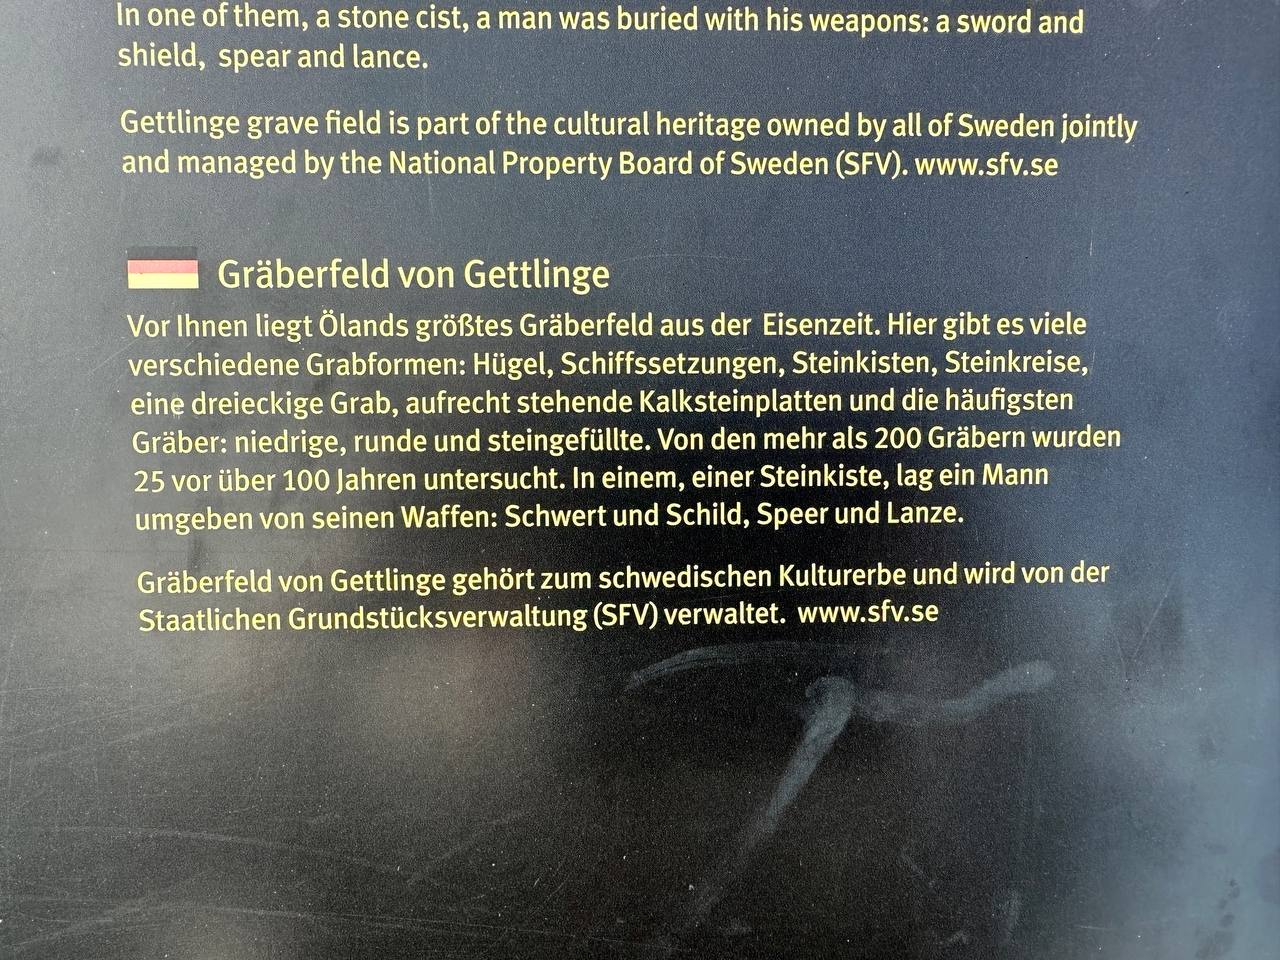 In one of them, a stone cist, a man was buried with his weapons: a sword and
shield, spear and lance.
Gettlinge grave field is part of the cultural heritage owned by all of Sweden jointly
and managed by the National Property Board of Sweden (SFV). www.sfv.se
Gräberfeld von Gettlinge
Vor Ihnen liegt Ölands größtes Gräberfeld aus der Eisenzeit. Hier gibt es viele
verschiedene Grabformen: Hügel, Schiffssetzungen, Steinkisten, Steinkreise,
eine dreieckige Grab, aufrecht stehende Kalksteinplatten und die häufigsten
Gräber: niedrige, runde und steingefüllte. Von den mehr als 200 Gräbern wurden
25 vor über 100 Jahren untersucht. In einem, einer Steinkiste, lag ein Mann
umgeben von seinen Waffen: Schwert und Schild, Speer und Lanze.
Gräberfeld von Gettlinge gehört zum schwedischen Kulturerbe und wird von der
Staatlichen Grundstücksverwaltung (SFV) verwaltet. www.sfv.se